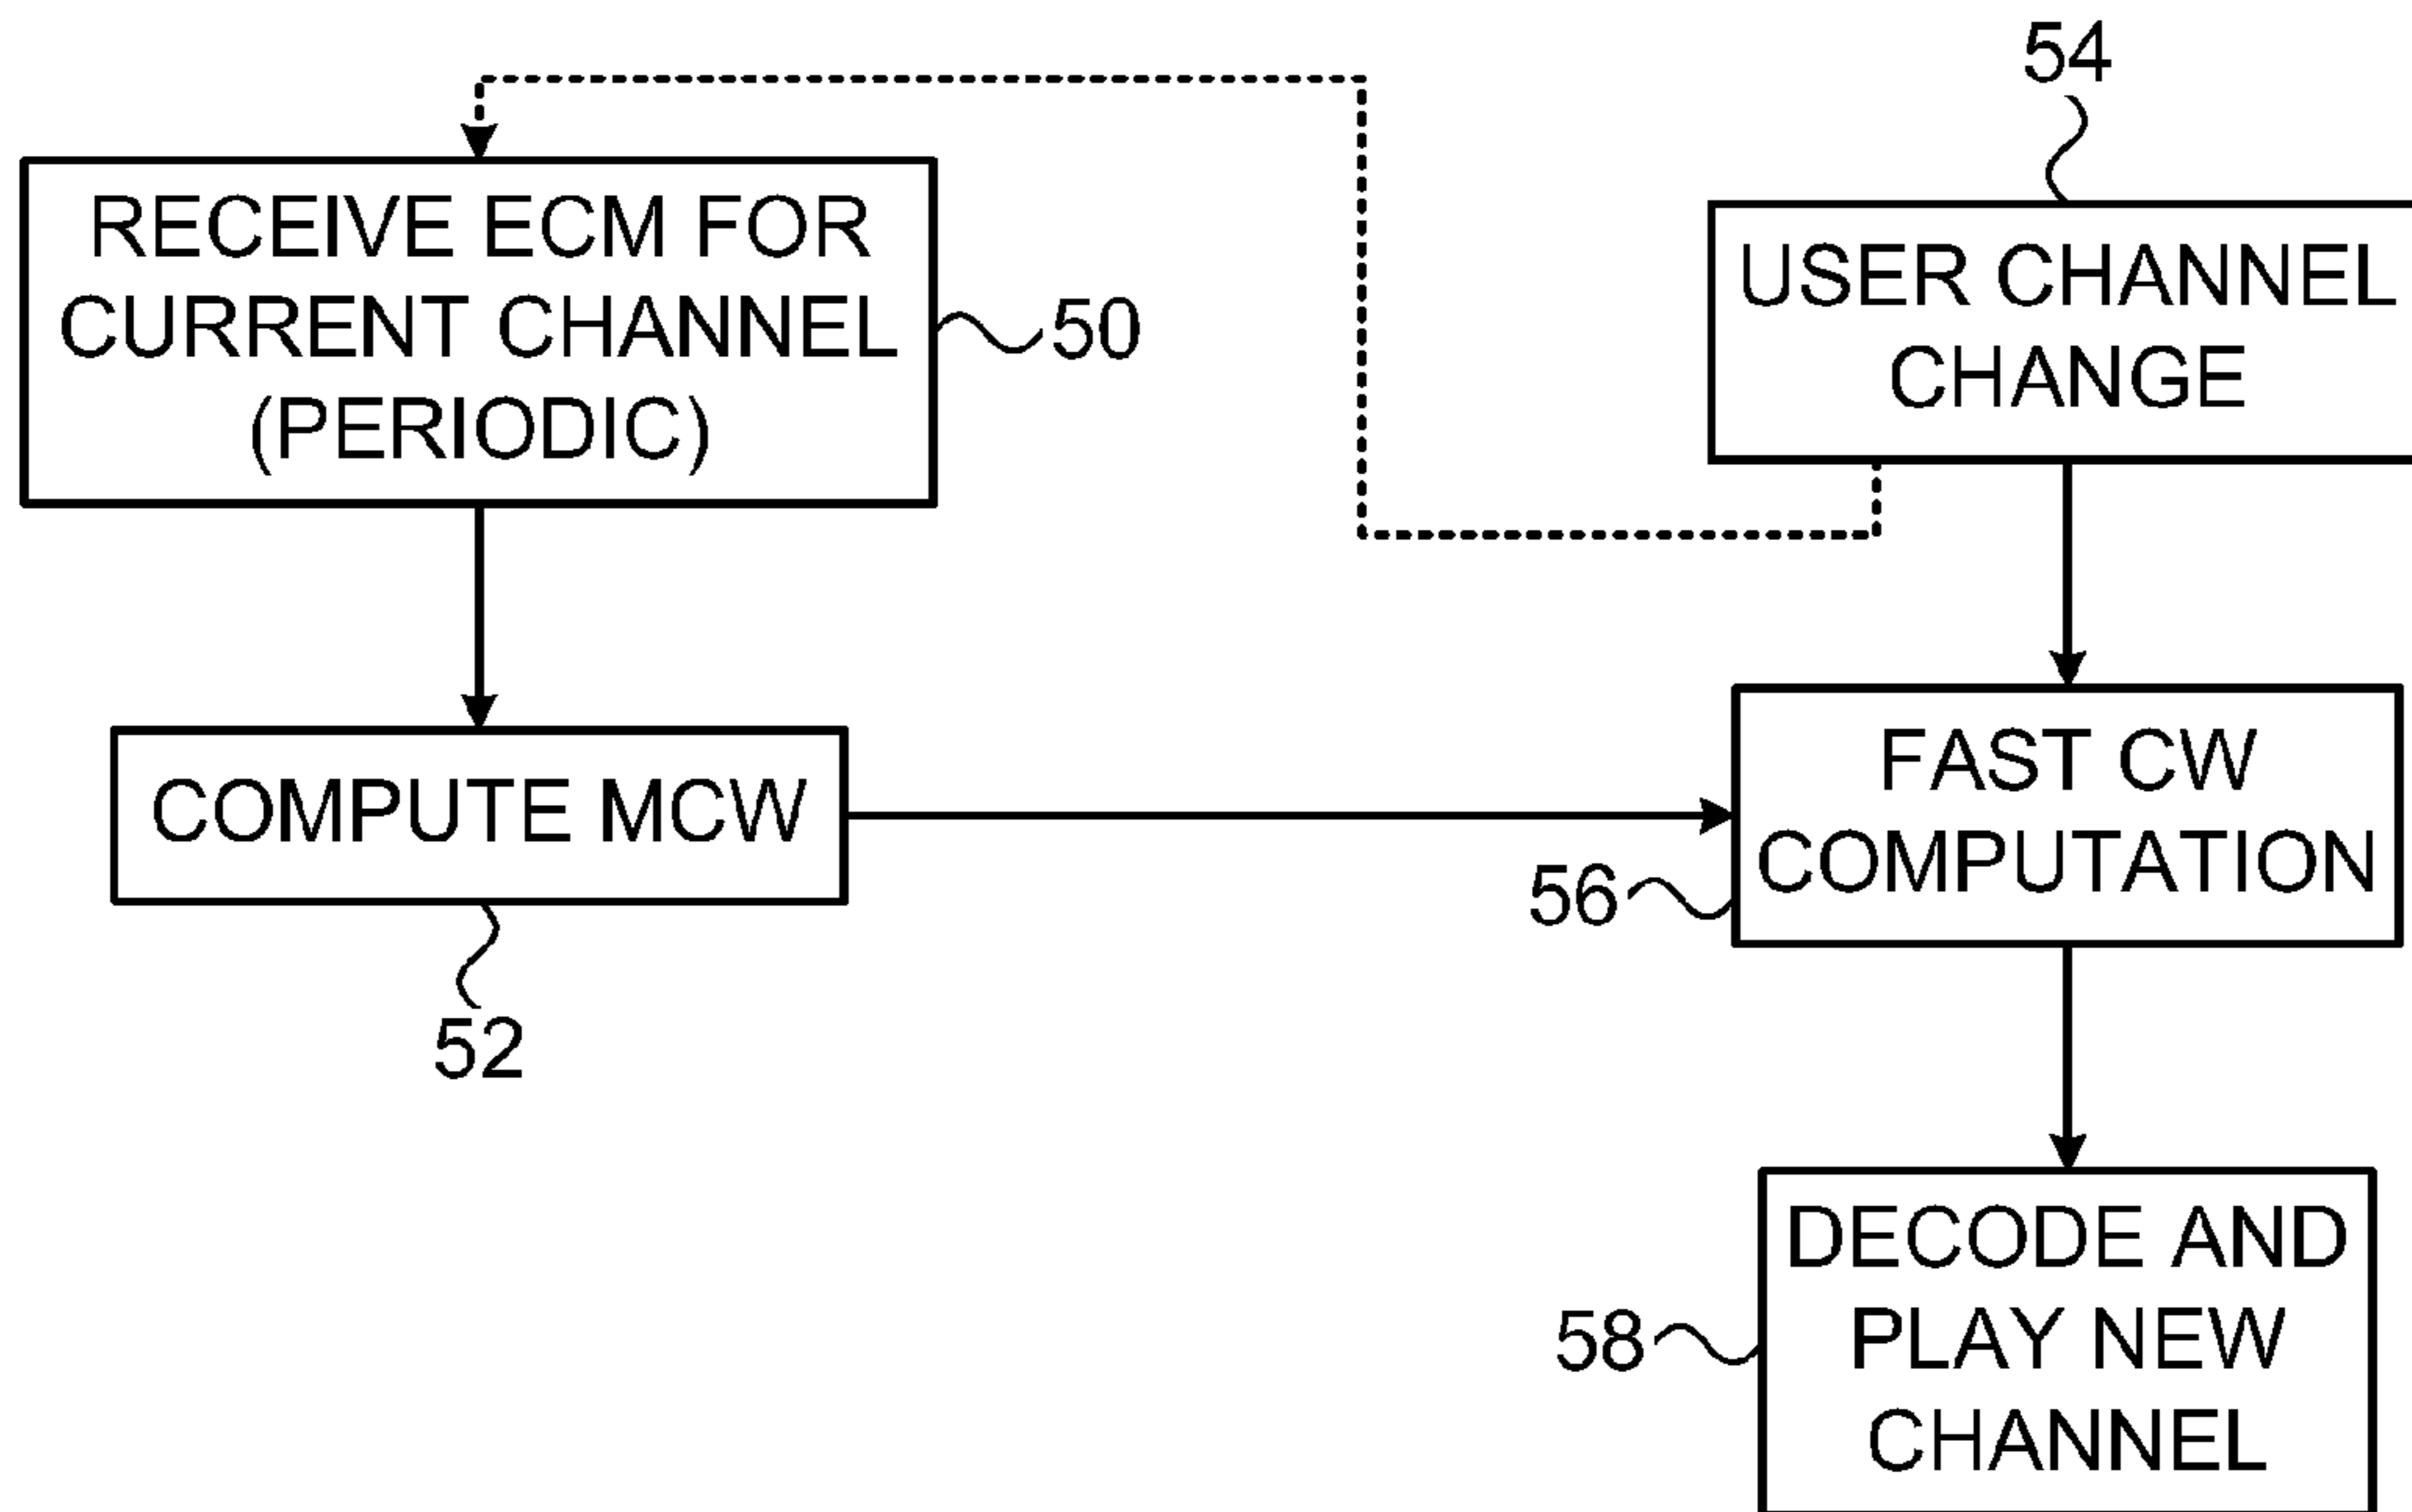 RECEIVE ECM FOR
CURRENT CHANNEL
(PERIODIC)
50
COMPUTE MCW
52
54
USER CHANNEL
CHANGE
FAST CW
COMPUTATION
56
DECODE AND
PLAY NEW
CHANNEL
58